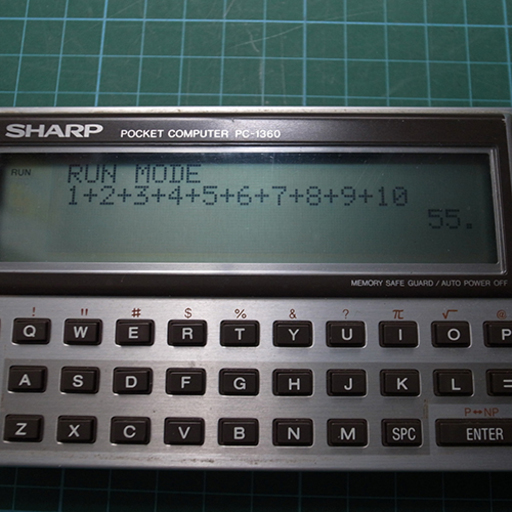 SHARP POCKET COMPUTER PC-1360
RUN
RUN MODE
1+2+3+4+5+6+7+8+9+10
55.
MEMORY SAFE GUARD / AUTO POWER OFF
! " # $ % & ? π √ @
Q W E R T Y U I O P
A S D F G H J K L =
P↔NP
Z X C V B N M SPC ENTER